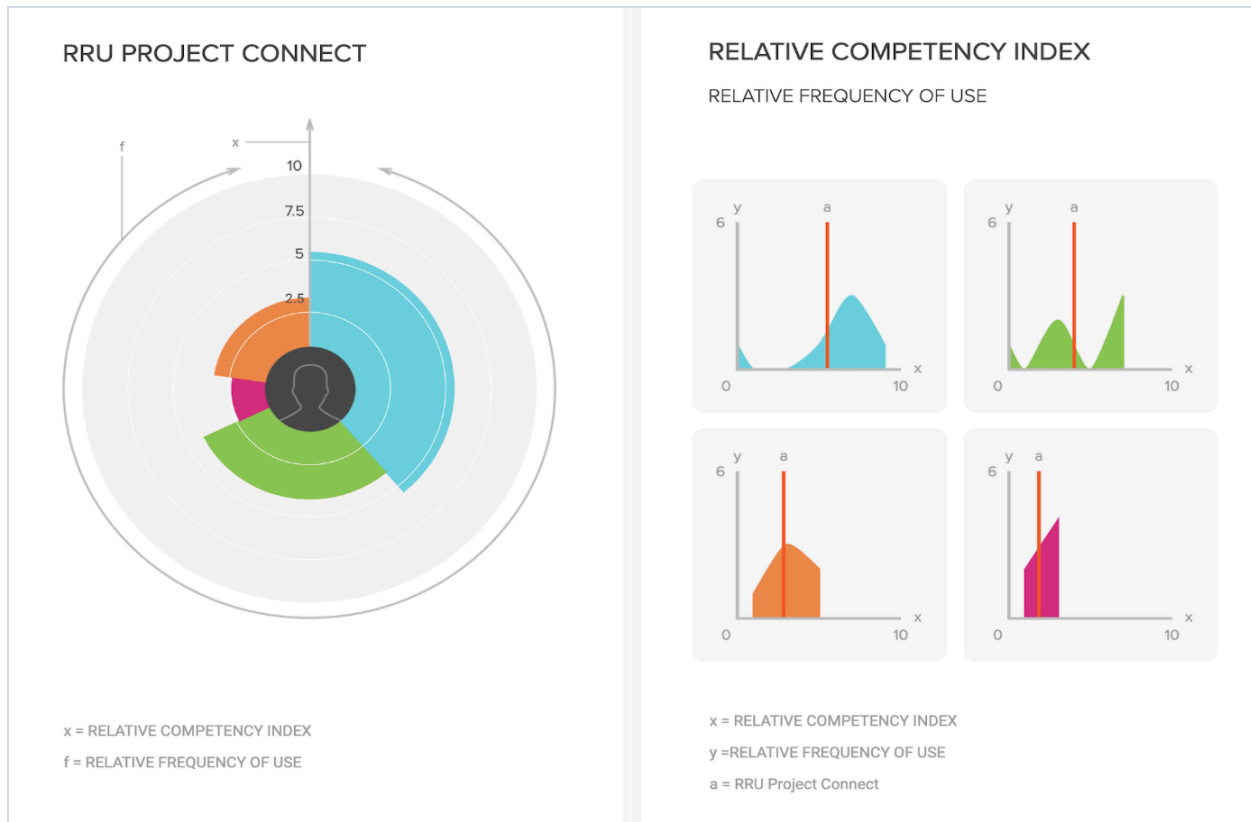 RRU PROJECT CONNECT
f
x
10
7.5
5
2.5
x = RELATIVE COMPETENCY INDEX
f = RELATIVE FREQUENCY OF USE
RELATIVE COMPETENCY INDEX
RELATIVE FREQUENCY OF USE
y a
6
x
0 10
y a
6
x
0 10
y a
6
x
0 10
y a
6
x
0 10
x = RELATIVE COMPETENCY INDEX
y =RELATIVE FREQUENCY OF USE
a = RRU Project Connect